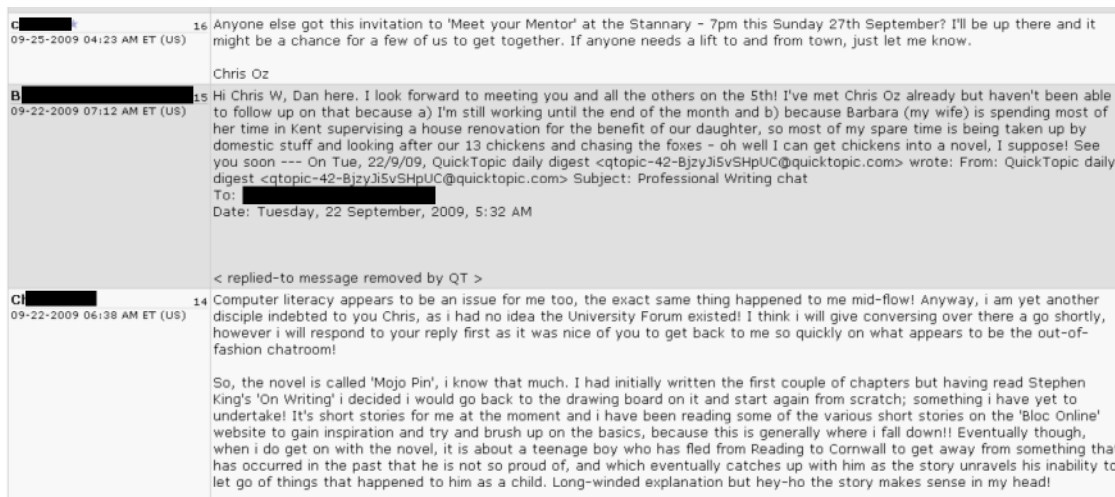 C
16 Anyone else got this invitation to 'Meet your Mentor' at the Stannary - 7pm this Sunday 27th September? I'll be up there and it
09-25-2009 04:23 AM ET (US) might be a chance for a few of us to get together. If anyone needs a lift to and from town, just let me know.
Chris Oz
B
15 Hi Chris W, Dan here. I look forward to meeting you and all the others on the 5th! I've met Chris Oz already but haven't been able
09-22-2009 07:12 AM ET (US) to follow up on that because a) I'm still working until the end of the month and b) because Barbara (my wife) is spending most of
her time in Kent supervising a house renovation for the benefit of our daughter, so most of my spare time is being taken up by
domestic stuff and looking after our 13 chickens and chasing the foxes - oh well I can get chickens into a novel, I suppose! See
you soon --- On Tue, 22/9/09, QuickTopic daily digest <qtopic-42-BjzyJi5vSHpUC@quicktopic.com> wrote: From: QuickTopic daily
digest <qtopic-42-BjzyJi5vSHpUC@quicktopic.com> Subject: Professional Writing chat
To:
Date: Tuesday, 22 September, 2009, 5:32 AM
< replied-to message removed by QT >
Ch
14 Computer literacy appears to be an issue for me too, the exact same thing happened to me mid-flow! Anyway, i am yet another
09-22-2009 06:38 AM ET (US) disciple indebted to you Chris, as i had no idea the University Forum existed! I think i will give conversing over there a go shortly,
however i will respond to your reply first as it was nice of you to get back to me so quickly on what appears to be the out-of-
fashion chatroom!
So, the novel is called 'Mojo Pin', i know that much. I had initially written the first couple of chapters but having read Stephen
King's 'On Writing' i decided i would go back to the drawing board on it and start again from scratch; something i have yet to
undertake! It's short stories for me at the moment and i have been reading some of the various short stories on the 'Bloc Online'
website to gain inspiration and try and brush up on the basics, because this is generally where i fall down!! Eventually though,
when i do get on with the novel, it is about a teenage boy who has fled from Reading to Cornwall to get away from something that
has occurred in the past that he is not so proud of, and which eventually catches up with him as the story unravels his inability to
let go of things that happened to him as a child. Long-winded explanation but hey-ho the story makes sense in my head!